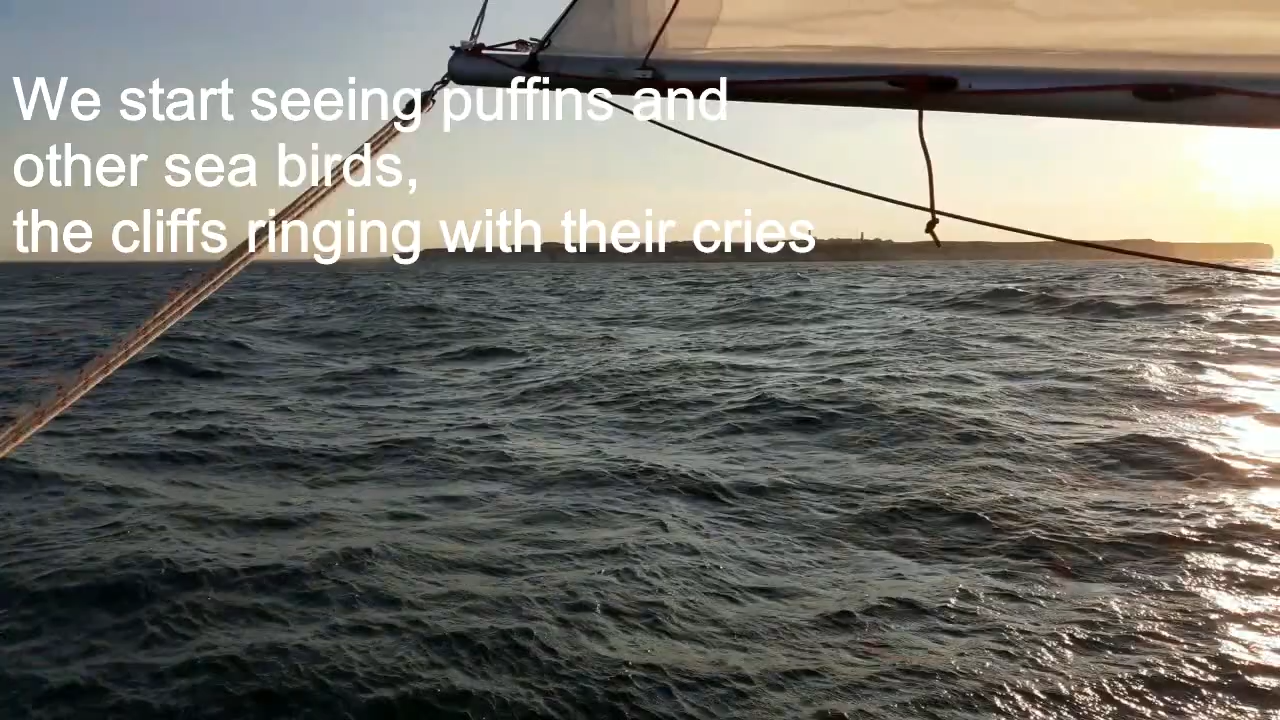 We start seeing puffins and
other sea birds,
the cliffs ringing with their cries